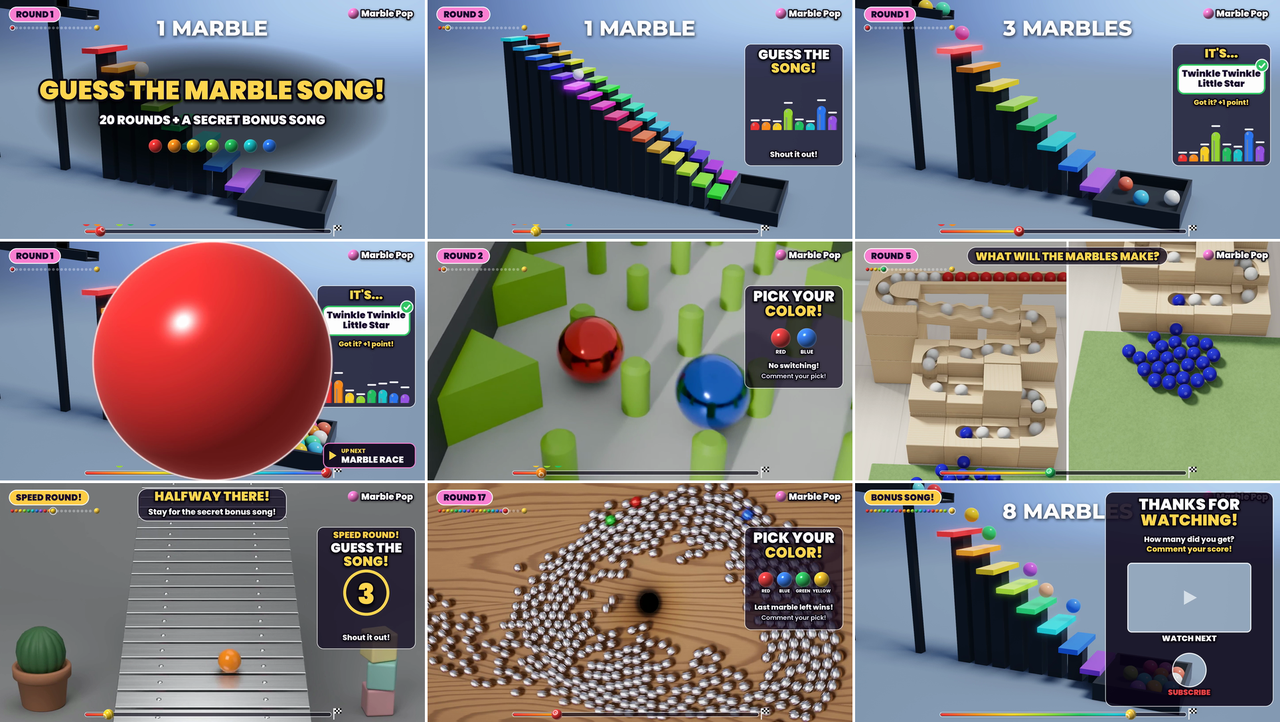 ROUND 1
Marble Pop
1 MARBLE
GUESS THE MARBLE SONG!
20 ROUNDS + A SECRET BONUS SONG
ROUND 3
Marble Pop
1 MARBLE
GUESS THE
SONG!
Shout it out!
ROUND 1
Marble Pop
3 MARBLES
IT'S...
Twinkle Twinkle
Little Star
Got it? +1 point!
ROUND 1
Marble Pop
IT'S...
Twinkle Twinkle
Little Star
Got it? +1 point!
UP NEXT
MARBLE RACE
ROUND 2
Marble Pop
PICK YOUR
COLOR!
RED BLUE
No switching!
Comment your pick!
ROUND 5
WHAT WILL THE MARBLES MAKE?
Marble Pop
SPEED ROUND!
HALFWAY THERE!
Stay for the secret bonus song!
Marble Pop
SPEED ROUND!
GUESS THE
SONG!
3
Shout it out!
ROUND 17
Marble Pop
PICK YOUR
COLOR!
RED BLUE GREEN YELLOW
Last marble left wins!
Comment your pick!
BONUS SONG!
8 MARBLES
THANKS FOR
WATCHING!
How many did you get?
Comment your score!
WATCH NEXT
SUBSCRIBE